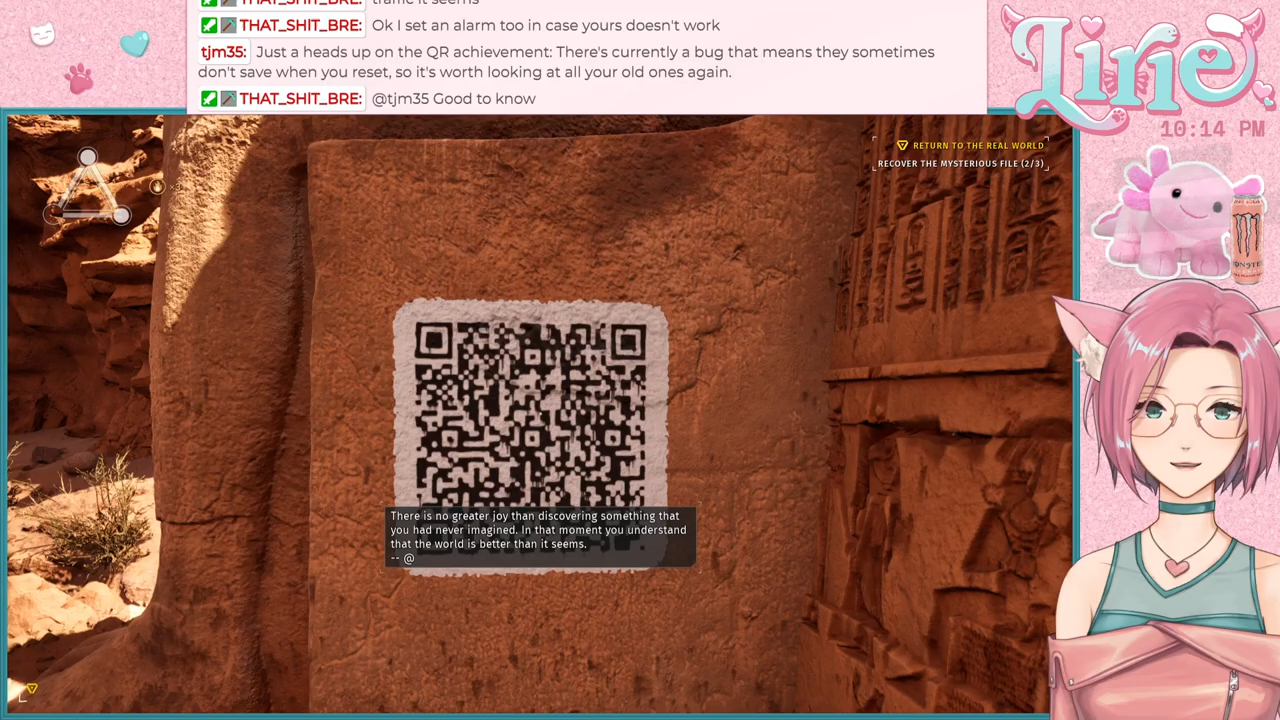 traffic it seems
THAT_SHIT_BRE: Ok I set an alarm too in case yours doesn't work
tjm35: Just a heads up on the QR achievement: There's currently a bug that means they sometimes
don't save when you reset, so it's worth looking at all your old ones again.
THAT_SHIT_BRE: @tjm35 Good to know
Lirie
10:14 PM
RETURN TO THE REAL WORLD
RECOVER THE MYSTERIOUS FILE (2/3)
MONSTER
There is no greater joy than discovering something that
you had never imagined. In that moment you understand
that the world is better than it seems.
-- @